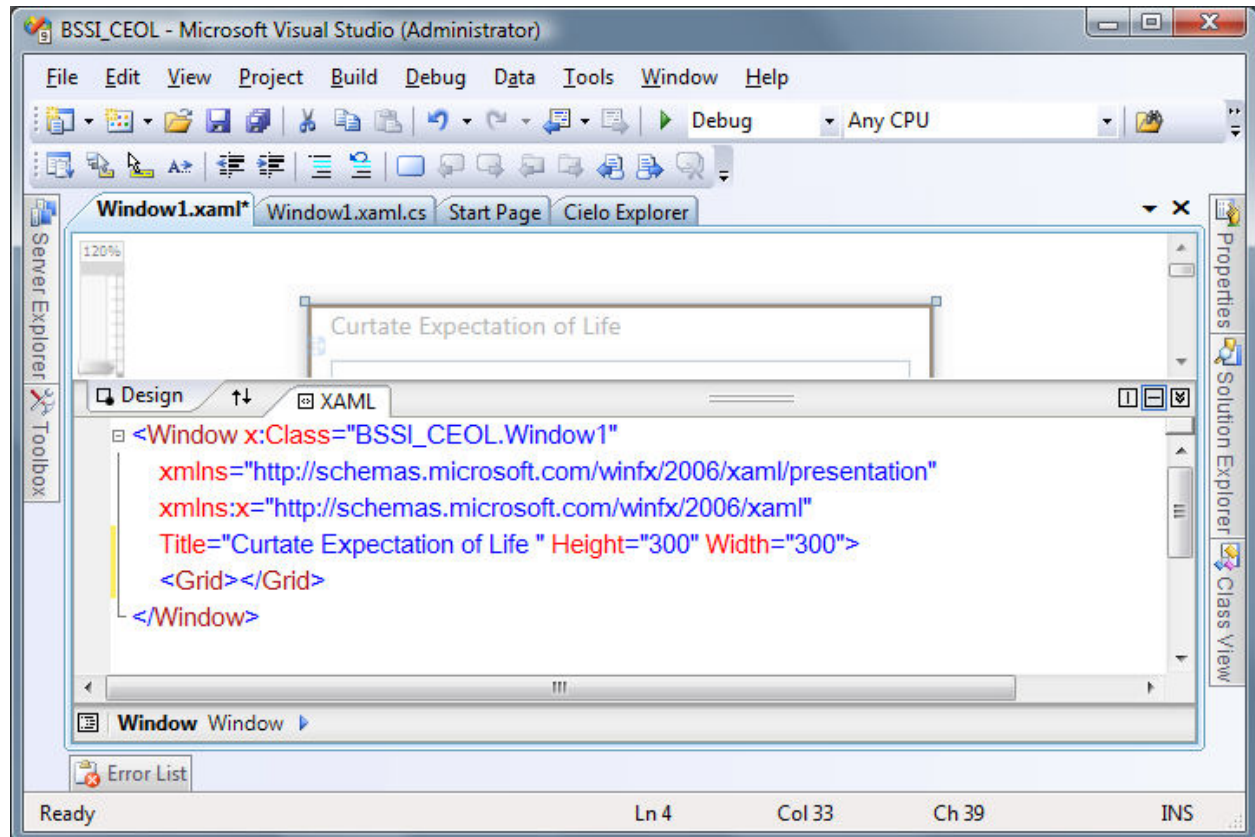 BSSI_CEOL - Microsoft Visual Studio (Administrator)
File Edit View Project Build Debug Data Tools Window Help
Debug Any CPU
Window1.xaml* Window1.xaml.cs Start Page Cielo Explorer
Server Explorer
Toolbox
120%
Curtate Expectation of Life
Design XAML
<Window x:Class="BSSI_CEOL.Window1"
xmlns="http://schemas.microsoft.com/winfx/2006/xaml/presentation"
xmlns:x="http://schemas.microsoft.com/winfx/2006/xaml"
Title="Curtate Expectation of Life " Height="300" Width="300">
<Grid></Grid>
</Window>
Window Window
Properties
Solution Explorer
Class View
Error List
Ready Ln 4 Col 33 Ch 39 INS